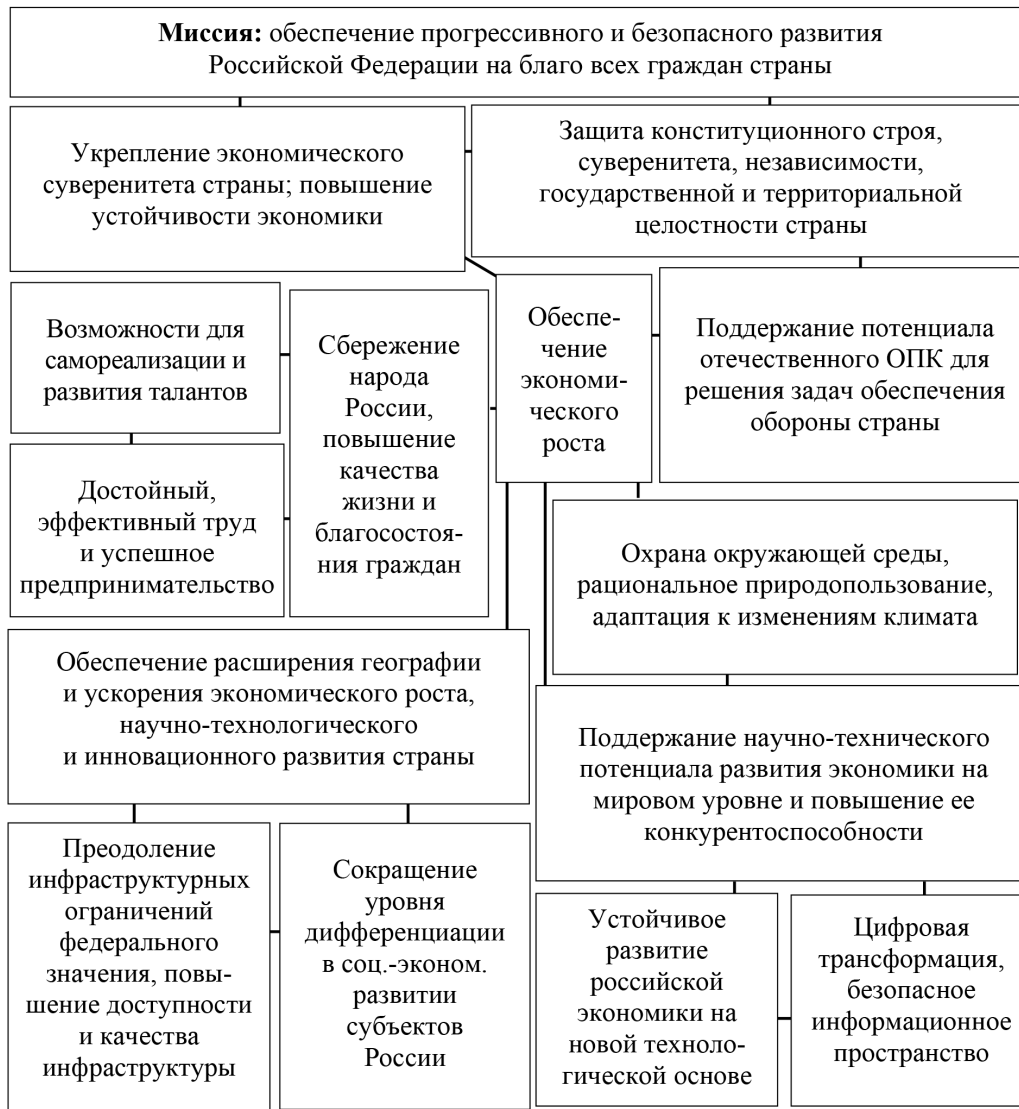 Миссия: обеспечение прогрессивного и безопасного развития
Российской Федерации на благо всех граждан страны
Укрепление экономического
суверенитета страны; повышение
устойчивости экономики
Защита конституционного строя,
суверенитета, независимости,
государственной и территориальной
целостности страны
Возможности для
самореализации и
развития талантов
Сбережение
народа
России,
повышение
качества
жизни и
благосостоя-
ния граждан
Обеспе-
чение
экономи-
ческого
роста
Поддержание потенциала
отечественного ОПК для
решения задач обеспечения
обороны страны
Достойный,
эффективный труд
и успешное
предпринимательство
Охрана окружающей среды,
рациональное природопользование,
адаптация к изменениям климата
Обеспечение расширения географии
и ускорения экономического роста,
научно-технологического
и инновационного развития страны
Поддержание научно-технического
потенциала развития экономики на
мировом уровне и повышение ее
конкурентоспособности
Преодоление
инфраструктурных
ограничений
федерального
значения, повы-
шение доступности
и качества
инфраструктуры
Сокращение
уровня
дифференциации
в соц.-эконом.
развитии
субъектов
России
Устойчивое
развитие
российской
экономики на
новой техноло-
гической основе
Цифровая
трансформация,
безопасное
информационное
пространство